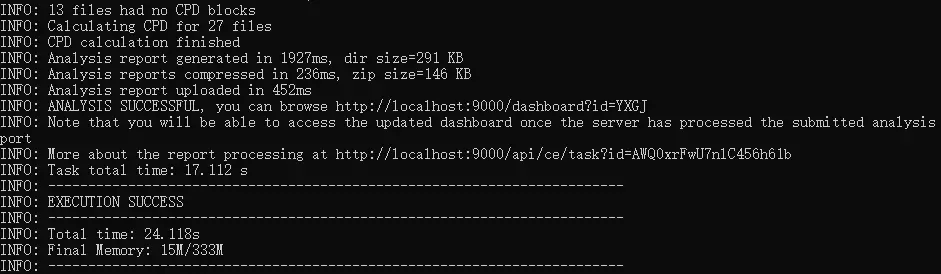 INFO: 13 files had no CPD blocks
INFO: Calculating CPD for 27 files
INFO: CPD calculation finished
INFO: Analysis report generated in 1927ms, dir size=291 KB
INFO: Analysis reports compressed in 236ms, zip size=146 KB
INFO: Analysis report uploaded in 452ms
INFO: ANALYSIS SUCCESSFUL, you can browse http://localhost:9000/dashboard?id=YXGJ
INFO: Note that you will be able to access the updated dashboard once the server has processed the submitted analysis
port
INFO: More about the report processing at http://localhost:9000/api/ce/task?id=AWQ0xrFwU7n1C456h61b
INFO: Task total time: 17.112 s
INFO: ------------------------------------------------------------------------
INFO: EXECUTION SUCCESS
INFO: ------------------------------------------------------------------------
INFO: Total time: 24.118s
INFO: Final Memory: 15M/333M
INFO: ------------------------------------------------------------------------